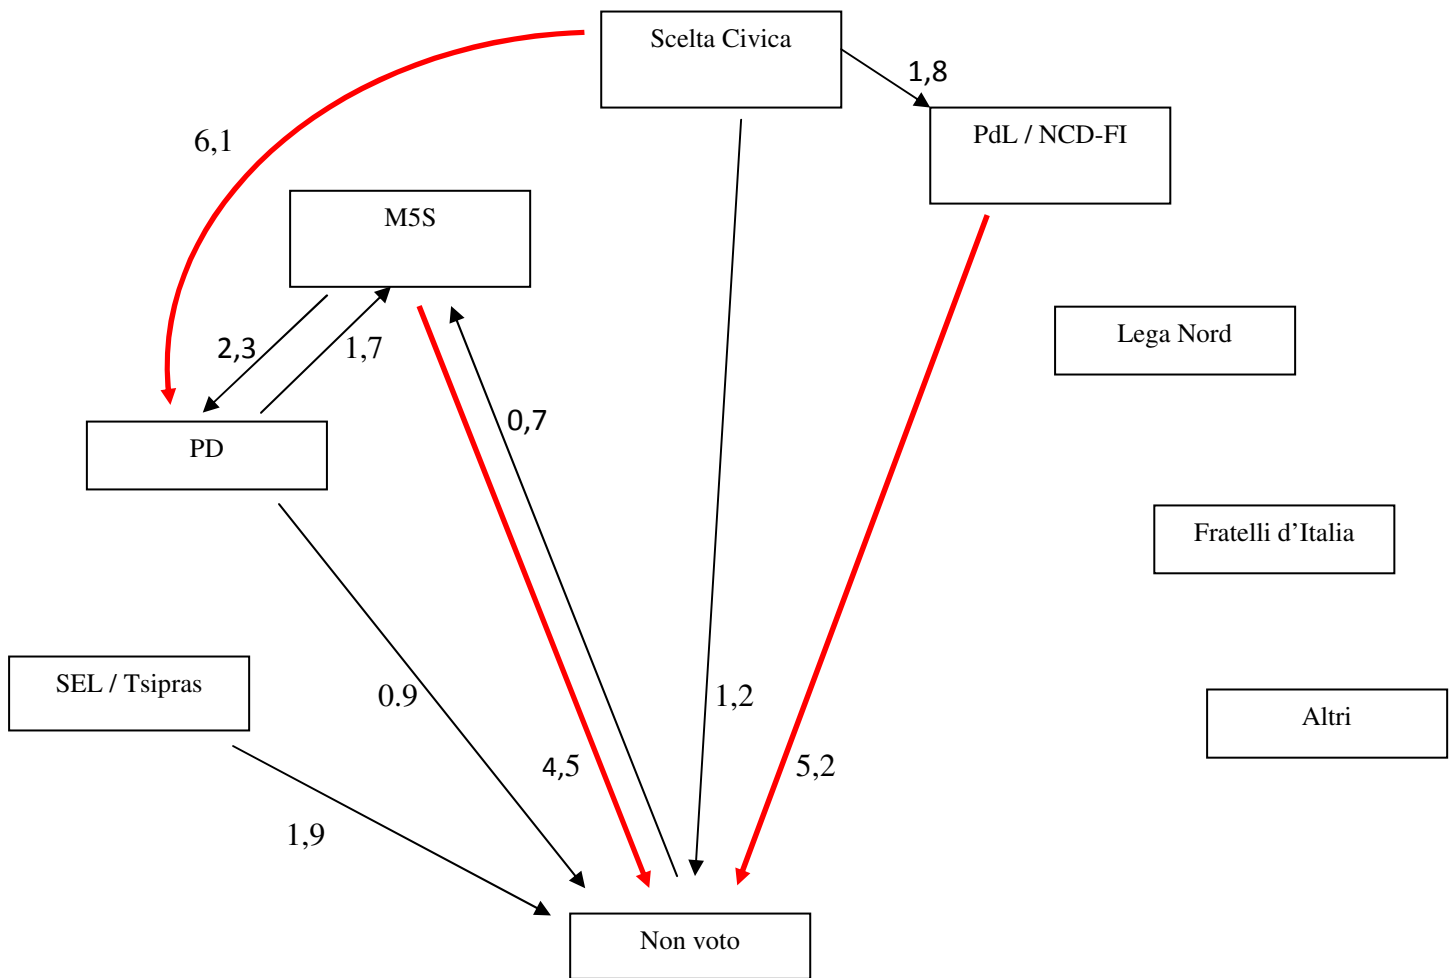 Scelta Civica
1,8
PdL / NCD-FI
6,1
M5S
Lega Nord
2,3
1,7
0,7
PD
Fratelli d'Italia
SEL / Tsipras
0.9
1,2
Altri
4,5
5,2
1,9
Non voto